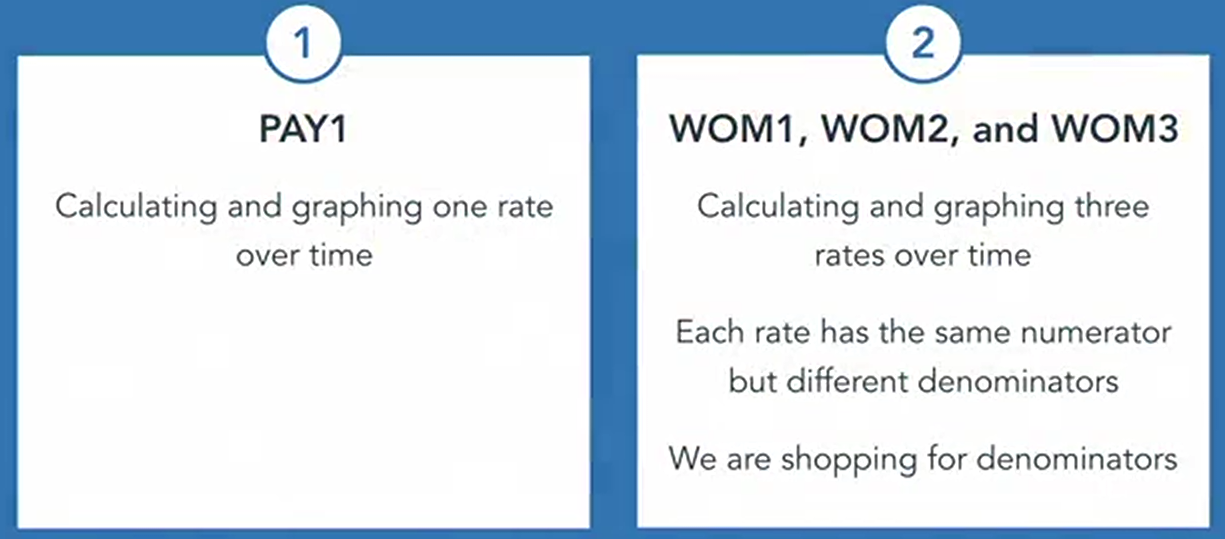 1
PAY1
Calculating and graphing one rate
over time
2
WOM1, WOM2, and WOM3
Calculating and graphing three
rates over time
Each rate has the same numerator
but different denominators
We are shopping for denominators